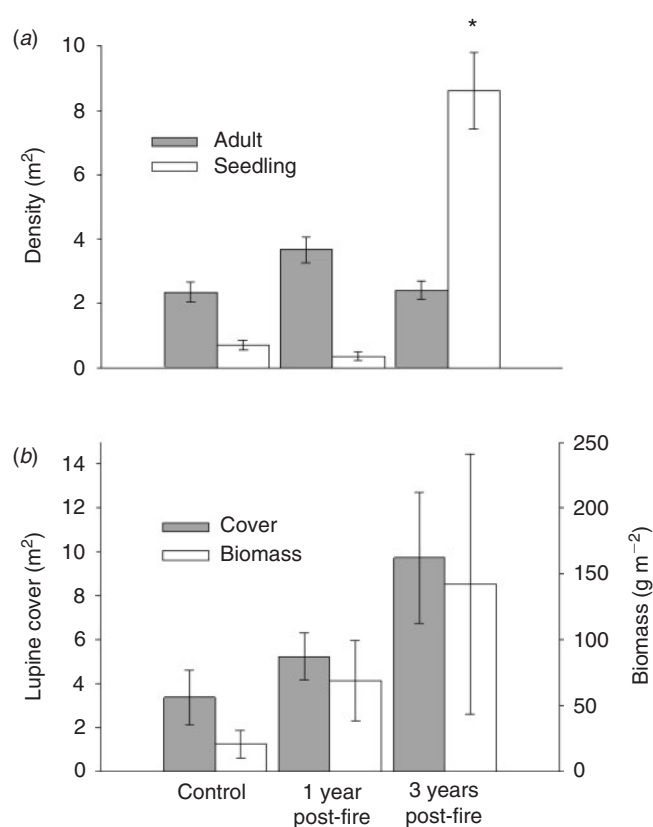 (a)
10
*
8
Adult
Seedling
6
4
2
0
Density (m²)
(b)
14
12
10
8
6
4
2
0
Lupine cover (m²)
Cover
Biomass
250
200
150
100
50
0
Biomass (g m⁻²)
Control
1 year
post-fire
3 years
post-fire